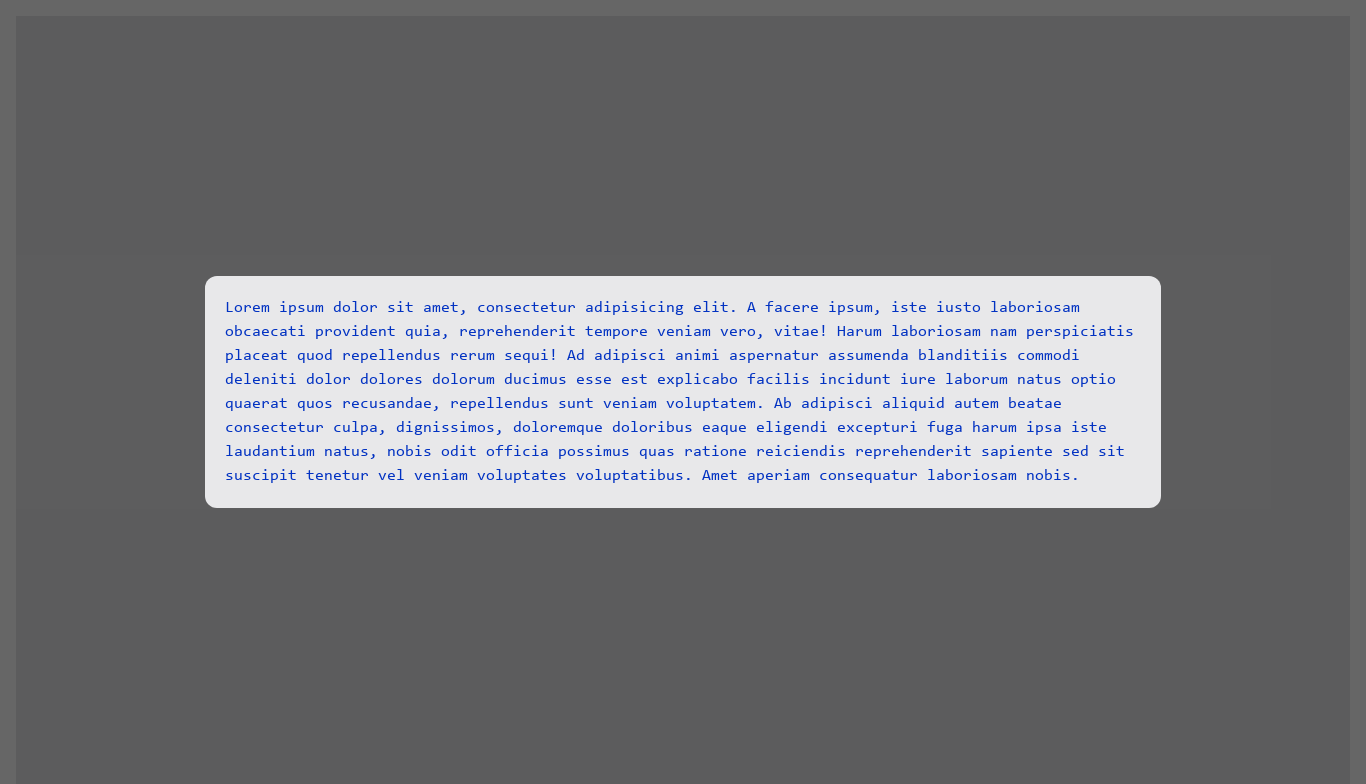 Lorem ipsum dolor sit amet, consectetur adipisicing elit. A facere ipsum, iste iusto laboriosam
obcaecati provident quia, reprehenderit tempore veniam vero, vitae! Harum laboriosam nam perspiciatis
placeat quod repellendus rerum sequi! Ad adipisci animi aspernatur assumenda blanditiis commodi
deleniti dolor dolores dolorum ducimus esse est explicabo facilis incidunt iure laborum natus optio
quaerat quos recusandae, repellendus sunt veniam voluptatem. Ab adipisci aliquid autem beatae
consectetur culpa, dignissimos, doloremque doloribus eaque eligendi excepturi fuga harum ipsa iste
laudantium natus, nobis odit officia possimus quas ratione reiciendis reprehenderit sapiente sed sit
suscipit tenetur vel veniam voluptates voluptatibus. Amet aperiam consequatur laboriosam nobis.